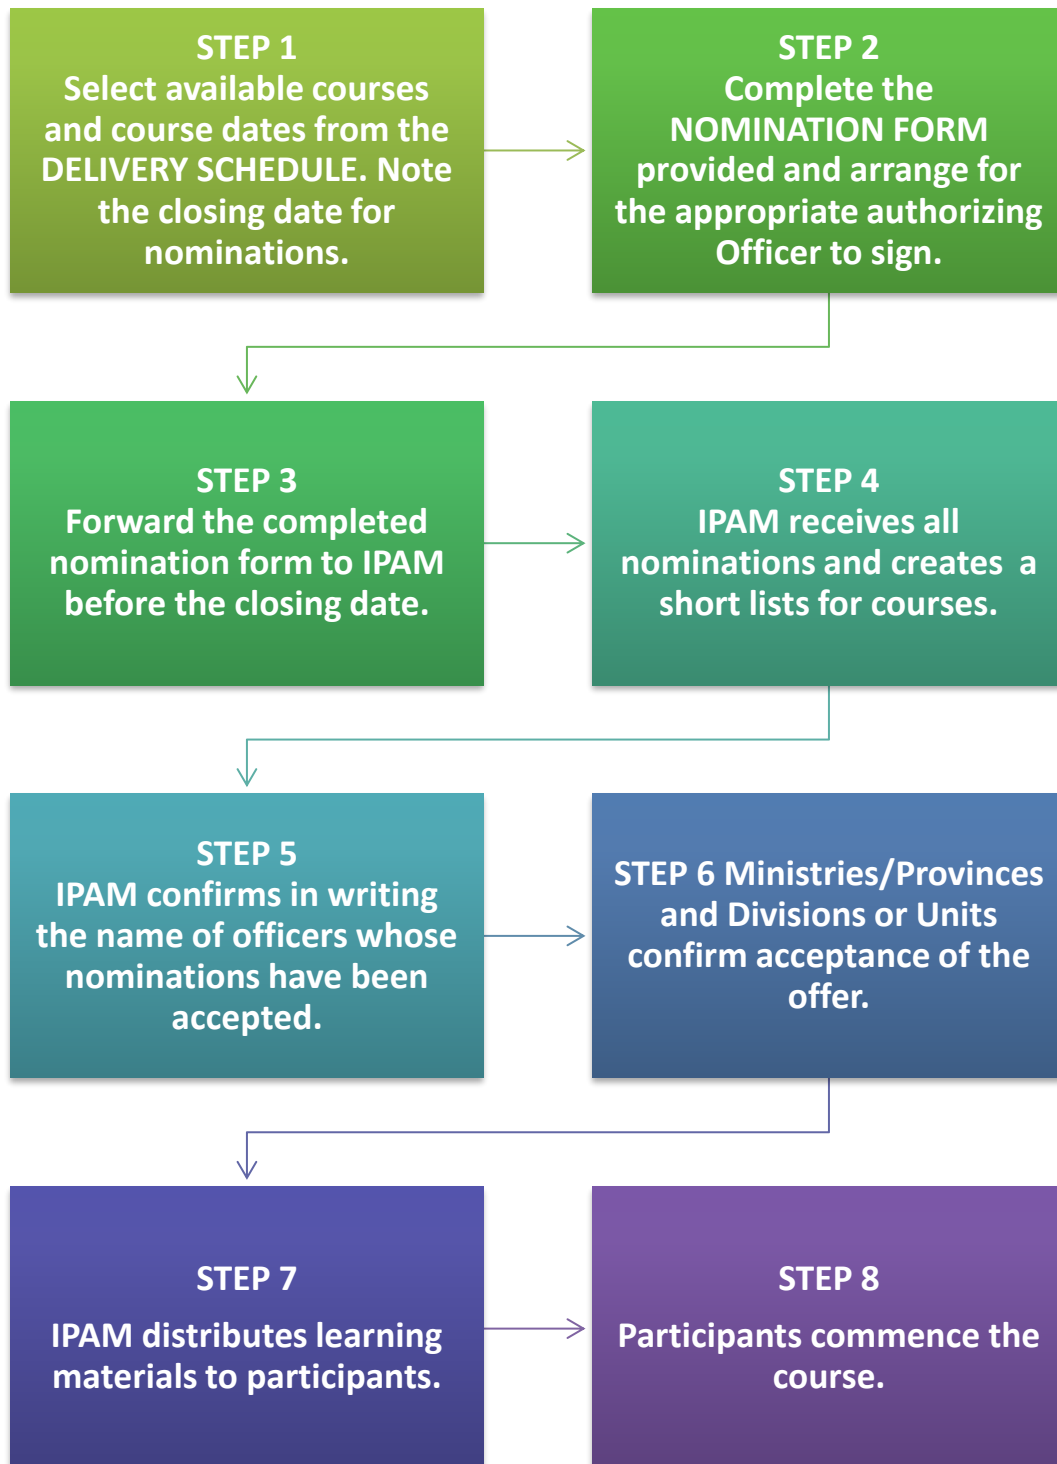 STEP 1
Select available courses
and course dates from the
DELIVERY SCHEDULE. Note
the closing date for
nominations.
STEP 2
Complete the
NOMINATION FORM
provided and arrange for
the appropriate authorizing
Officer to sign.
STEP 3
Forward the completed
nomination form to IPAM
before the closing date.
STEP 4
IPAM receives all
nominations and creates a
short lists for courses.
STEP 5
IPAM confirms in writing
the name of officers whose
nominations have been
accepted.
STEP 6 Ministries/Provinces
and Divisions or Units
confirm acceptance of the
offer.
STEP 7
IPAM distributes learning
materials to participants.
STEP 8
Participants commence the
course.